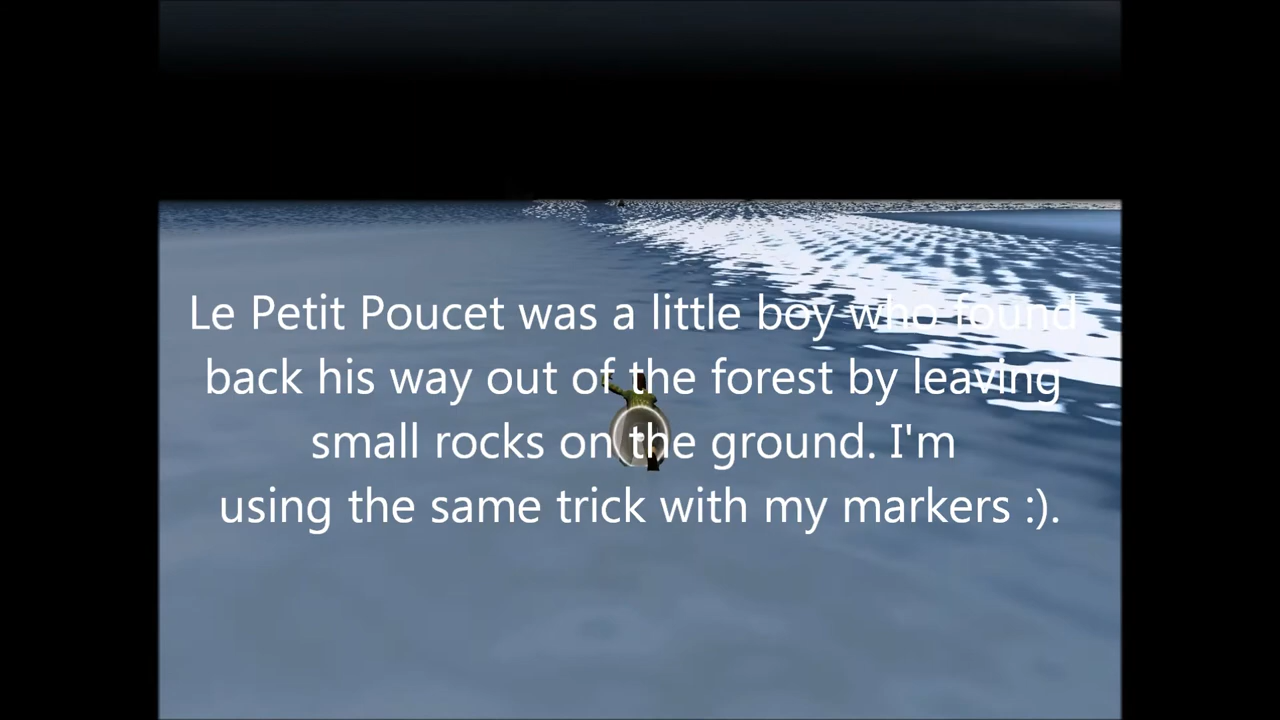 Le Petit Poucet was a little boy who found
back his way out of the forest by leaving
small rocks on the ground. I'm
using the same trick with my markers :).